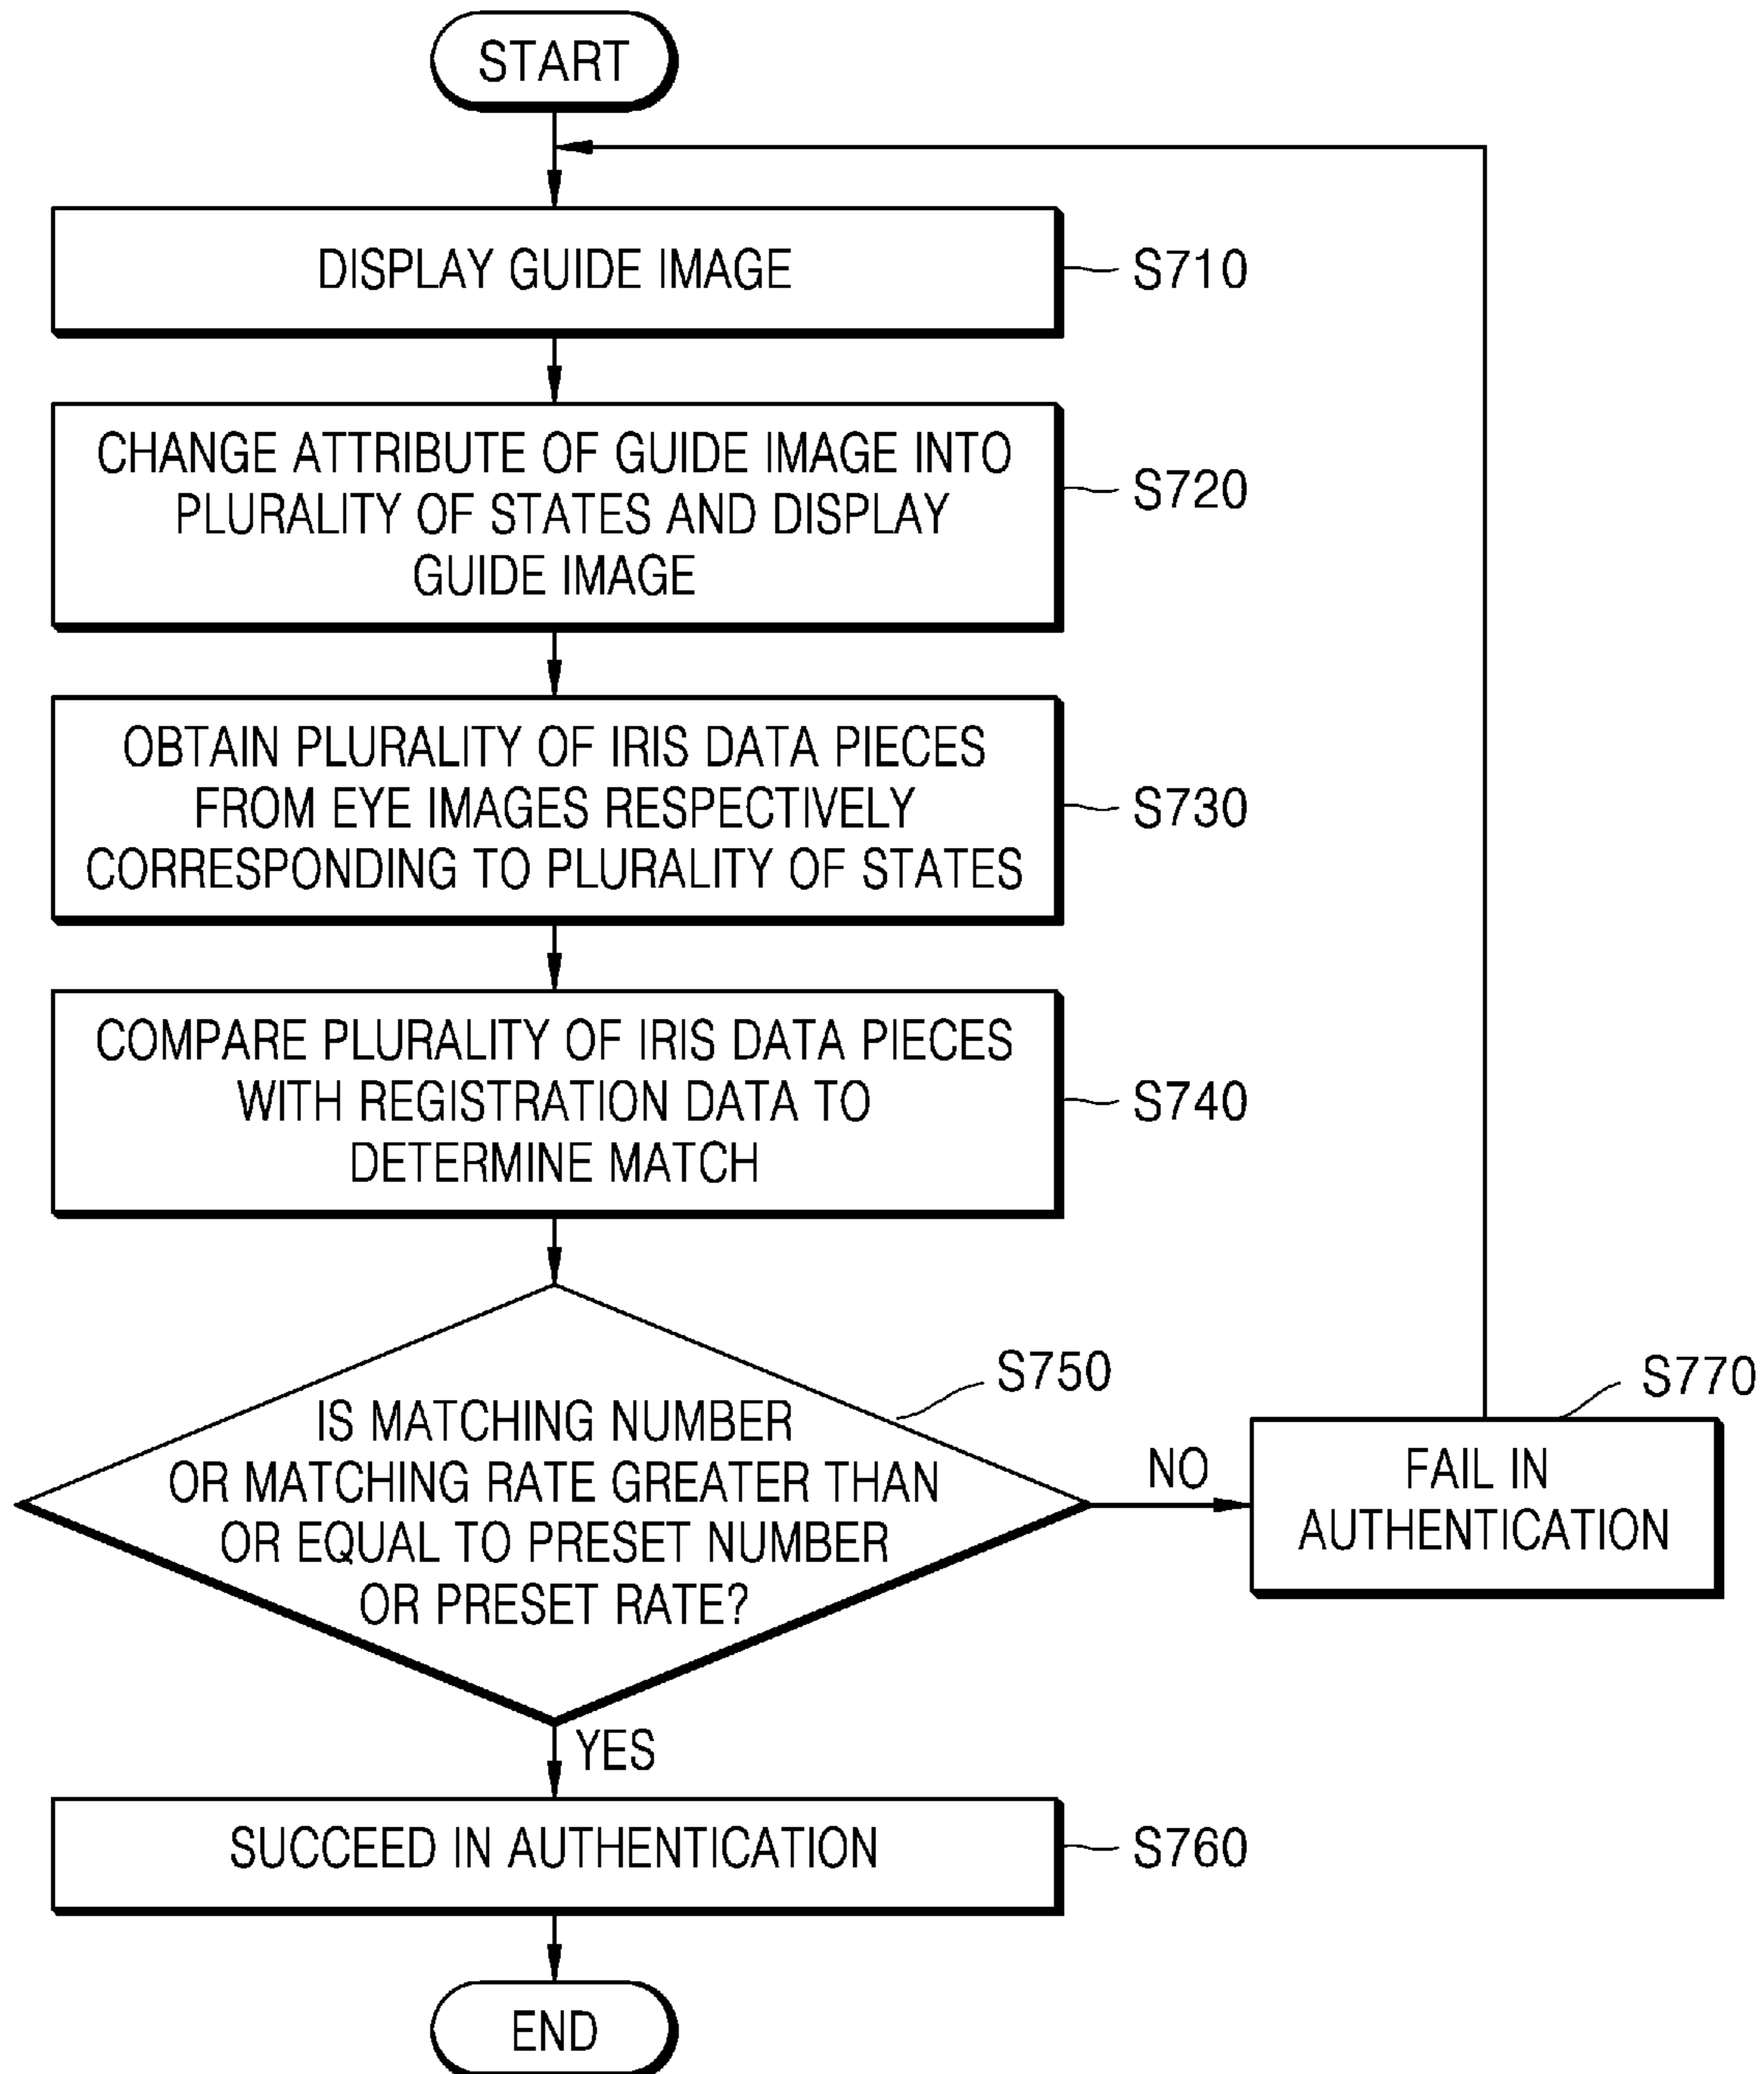 START
DISPLAY GUIDE IMAGE
S710
CHANGE ATTRIBUTE OF GUIDE IMAGE INTO
PLURALITY OF STATES AND DISPLAY
GUIDE IMAGE
S720
OBTAIN PLURALITY OF IRIS DATA PIECES
FROM EYE IMAGES RESPECTIVELY
CORRESPONDING TO PLURALITY OF STATES
S730
COMPARE PLURALITY OF IRIS DATA PIECES
WITH REGISTRATION DATA TO
DETERMINE MATCH
S740
IS MATCHING NUMBER
OR MATCHING RATE GREATER THAN
OR EQUAL TO PRESET NUMBER
OR PRESET RATE?
S750
NO
FAIL IN
AUTHENTICATION
S770
YES
SUCCEED IN AUTHENTICATION
S760
END